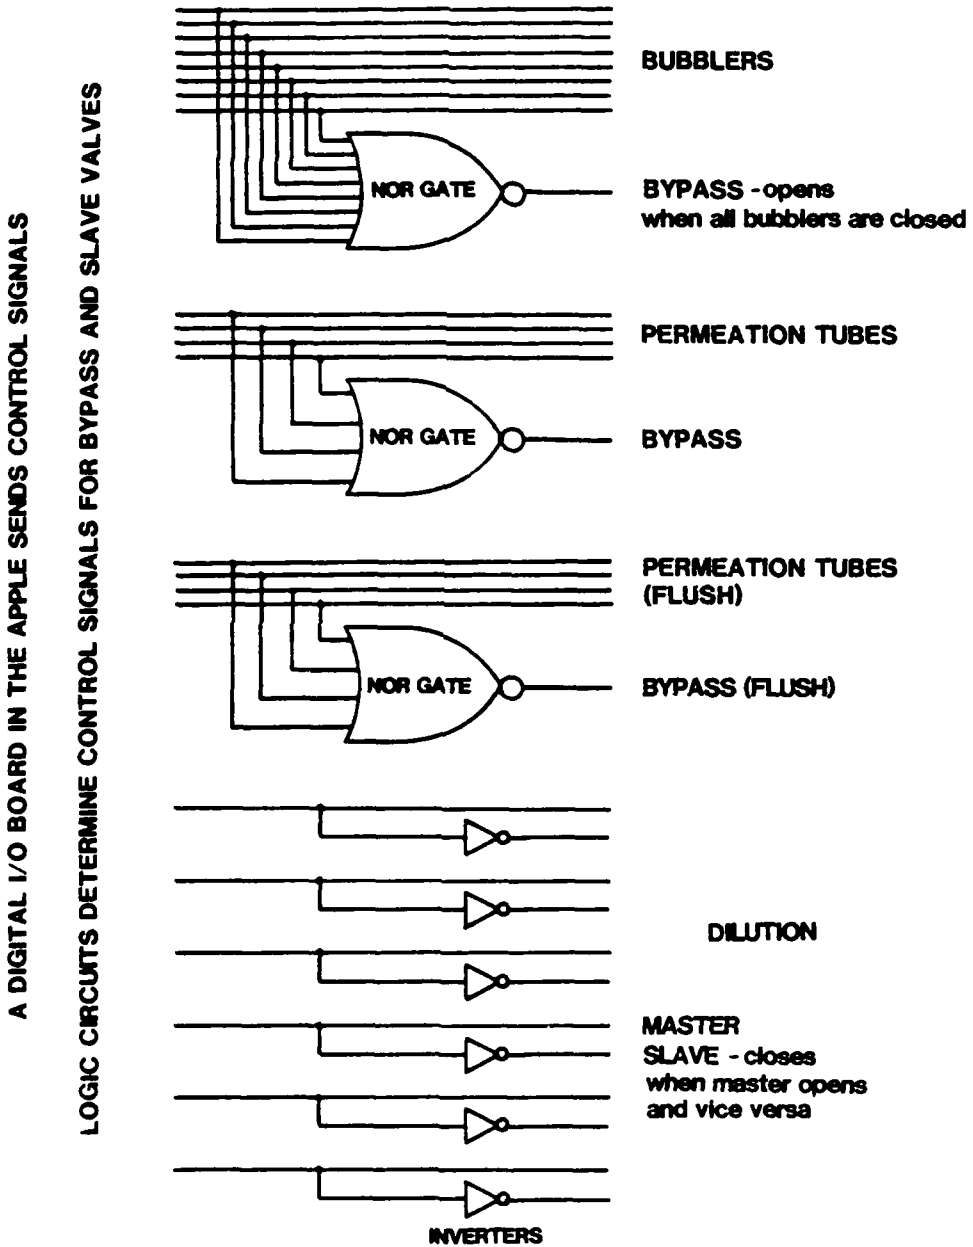 A DIGITAL I/O BOARD IN THE APPLE SENDS CONTROL SIGNALS
LOGIC CIRCUITS DETERMINE CONTROL SIGNALS FOR BYPASS AND SLAVE VALVES
BUBBLERS
NOR GATE
BYPASS - opens
when all bubblers are closed
PERMEATION TUBES
NOR GATE
BYPASS
PERMEATION TUBES
(FLUSH)
NOR GATE
BYPASS (FLUSH)
DILUTION
MASTER
SLAVE - closes
when master opens
and vice versa
INVERTERS